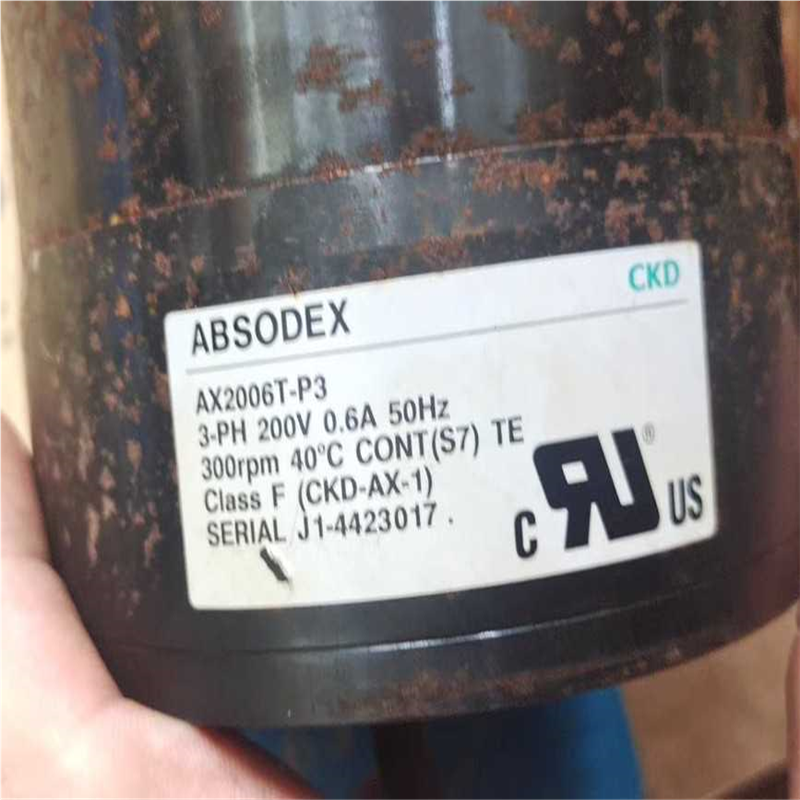 CKD
ABSODEX
AX2006T-P3
3-PH 200V 0.6A 50Hz
300rpm 40°C CONT(S7) TE
Class F (CKD-AX-1)
SERIAL J1-4423017 .
c RU ® US